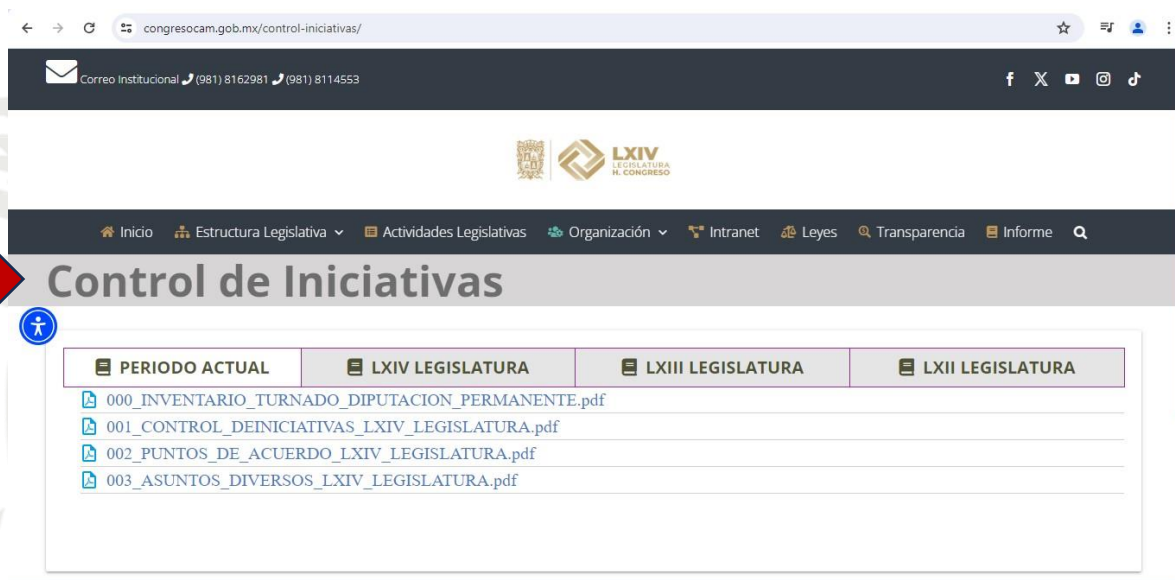 congresocam.gob.mx/control-iniciativas/
Correo Institucional (981) 8162981 (981) 8114553
LXIV
LEGISLATURA
H. CONGRESO
Inicio Estructura Legislativa Actividades Legislativas Organización Intranet Leyes Transparencia Informe
Control de Iniciativas
PERIODO ACTUAL LXIV LEGISLATURA LXIII LEGISLATURA LXII LEGISLATURA
000_INVENTARIO_TURNADO_DIPUTACION_PERMANENTE.pdf
001_CONTROL_DEINICIATIVAS_LXIV_LEGISLATURA.pdf
002_PUNTOS_DE_ACUERDO_LXIV_LEGISLATURA.pdf
003_ASUNTOS_DIVERSOS_LXIV_LEGISLATURA.pdf